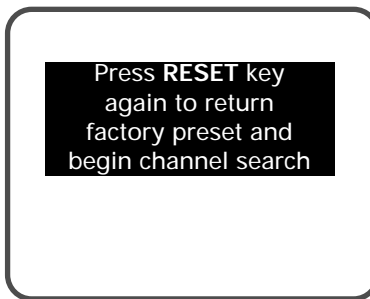 Press RESET key
again to return
factory preset and
begin channel search